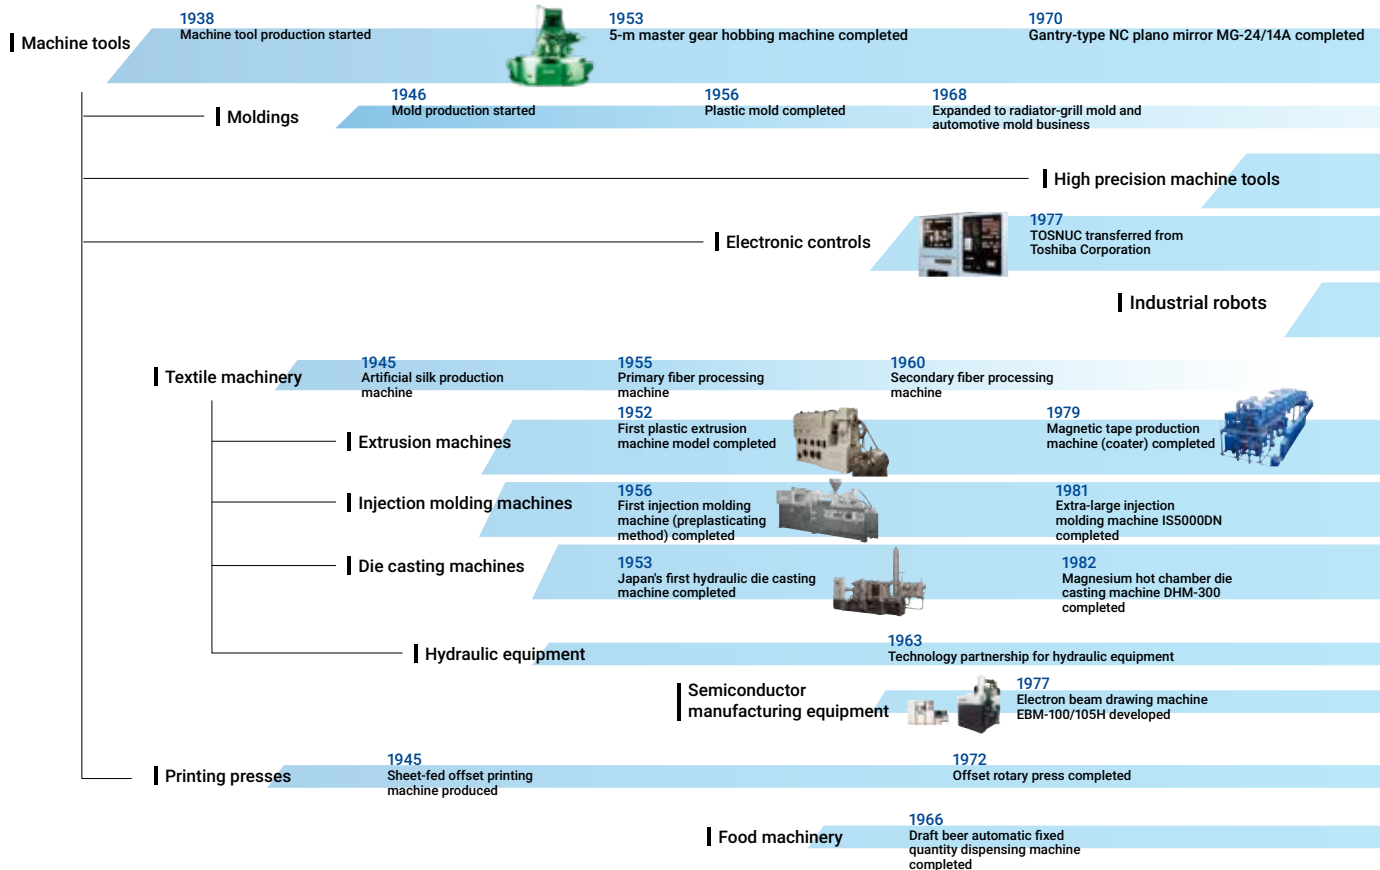 Machine tools
1938
Machine tool production started
1953
5-m master gear hobbing machine completed
1970
Gantry-type NC plano mirror MG-24/14A completed
Moldings
1946
Mold production started
1956
Plastic mold completed
1968
Expanded to radiator-grill mold and
automotive mold business
High precision machine tools
Electronic controls
1977
TOSNUC transferred from
Toshiba Corporation
Industrial robots
Textile machinery
1945
Artificial silk production
machine
1955
Primary fiber processing
machine
1960
Secondary fiber processing
machine
Extrusion machines
1952
First plastic extrusion
machine model completed
1979
Magnetic tape production
machine (coater) completed
Injection molding machines
1956
First injection molding
machine (preplasticating
method) completed
1981
Extra-large injection
molding machine IS5000DN
completed
Die casting machines
1953
Japan's first hydraulic die casting
machine completed
1982
Magnesium hot chamber die
casting machine DHM-300
completed
Hydraulic equipment
1963
Technology partnership for hydraulic equipment
Semiconductor
manufacturing equipment
1977
Electron beam drawing machine
EBM-100/105H developed
Printing presses
1945
Sheet-fed offset printing
machine produced
1972
Offset rotary press completed
Food machinery
1966
Draft beer automatic fixed
quantity dispensing machine
completed